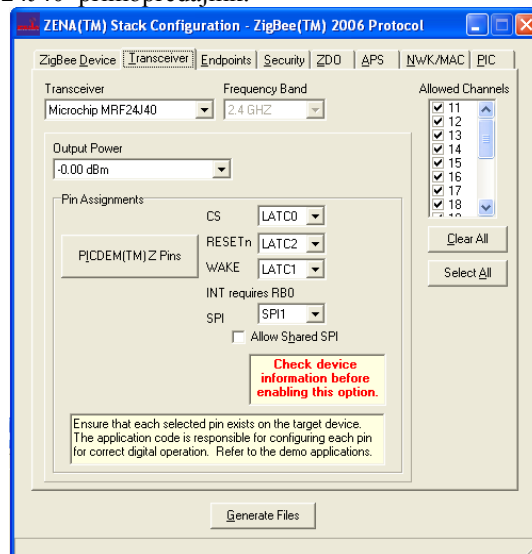 ZENA(TM) Stack Configuration - ZigBee(TM) 2006 Protocol
ZigBee Device Transceiver Endpoints Security ZDO APS NWK/MAC PIC
Transceiver Frequency Band Allowed Channels
Microchip MRF24J40 2.4 GHZ
11
12
13
14
15
16
17
18
Output Power
-0.00 dBm
Pin Assignments
CS LATC0
PICDEM(TM) Z Pins
RESETn LATC2
WAKE LATC1
INT requires RB0
SPI SPI1
Allow Shared SPI
Clear All
Select All
Check device
information before
enabling this option.
Ensure that each selected pin exists on the target device.
The application code is responsible for configuring each pin
for correct digital operation. Refer to the demo applications.
Generate Files